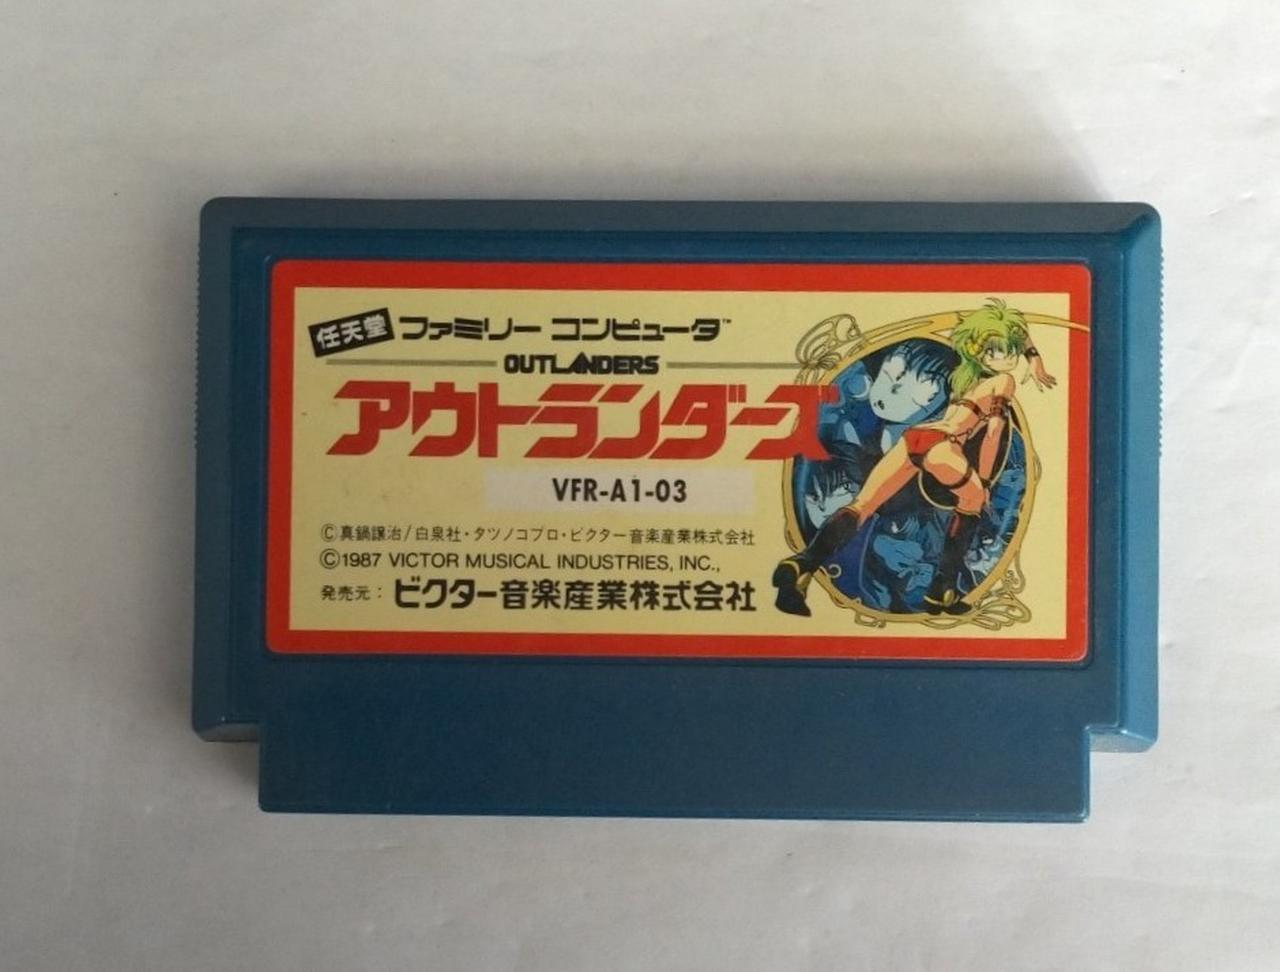 任天堂 ファミリー コンピュータ™
OUTLANDERS
アウトランダーズ
VFR-A1-03
©真鍋譲治/白泉社・タツノコプロ・ビクター音楽産業株式会社
©1987 VICTOR MUSICAL INDUSTRIES, INC.,
発売元：ビクター音楽産業株式会社